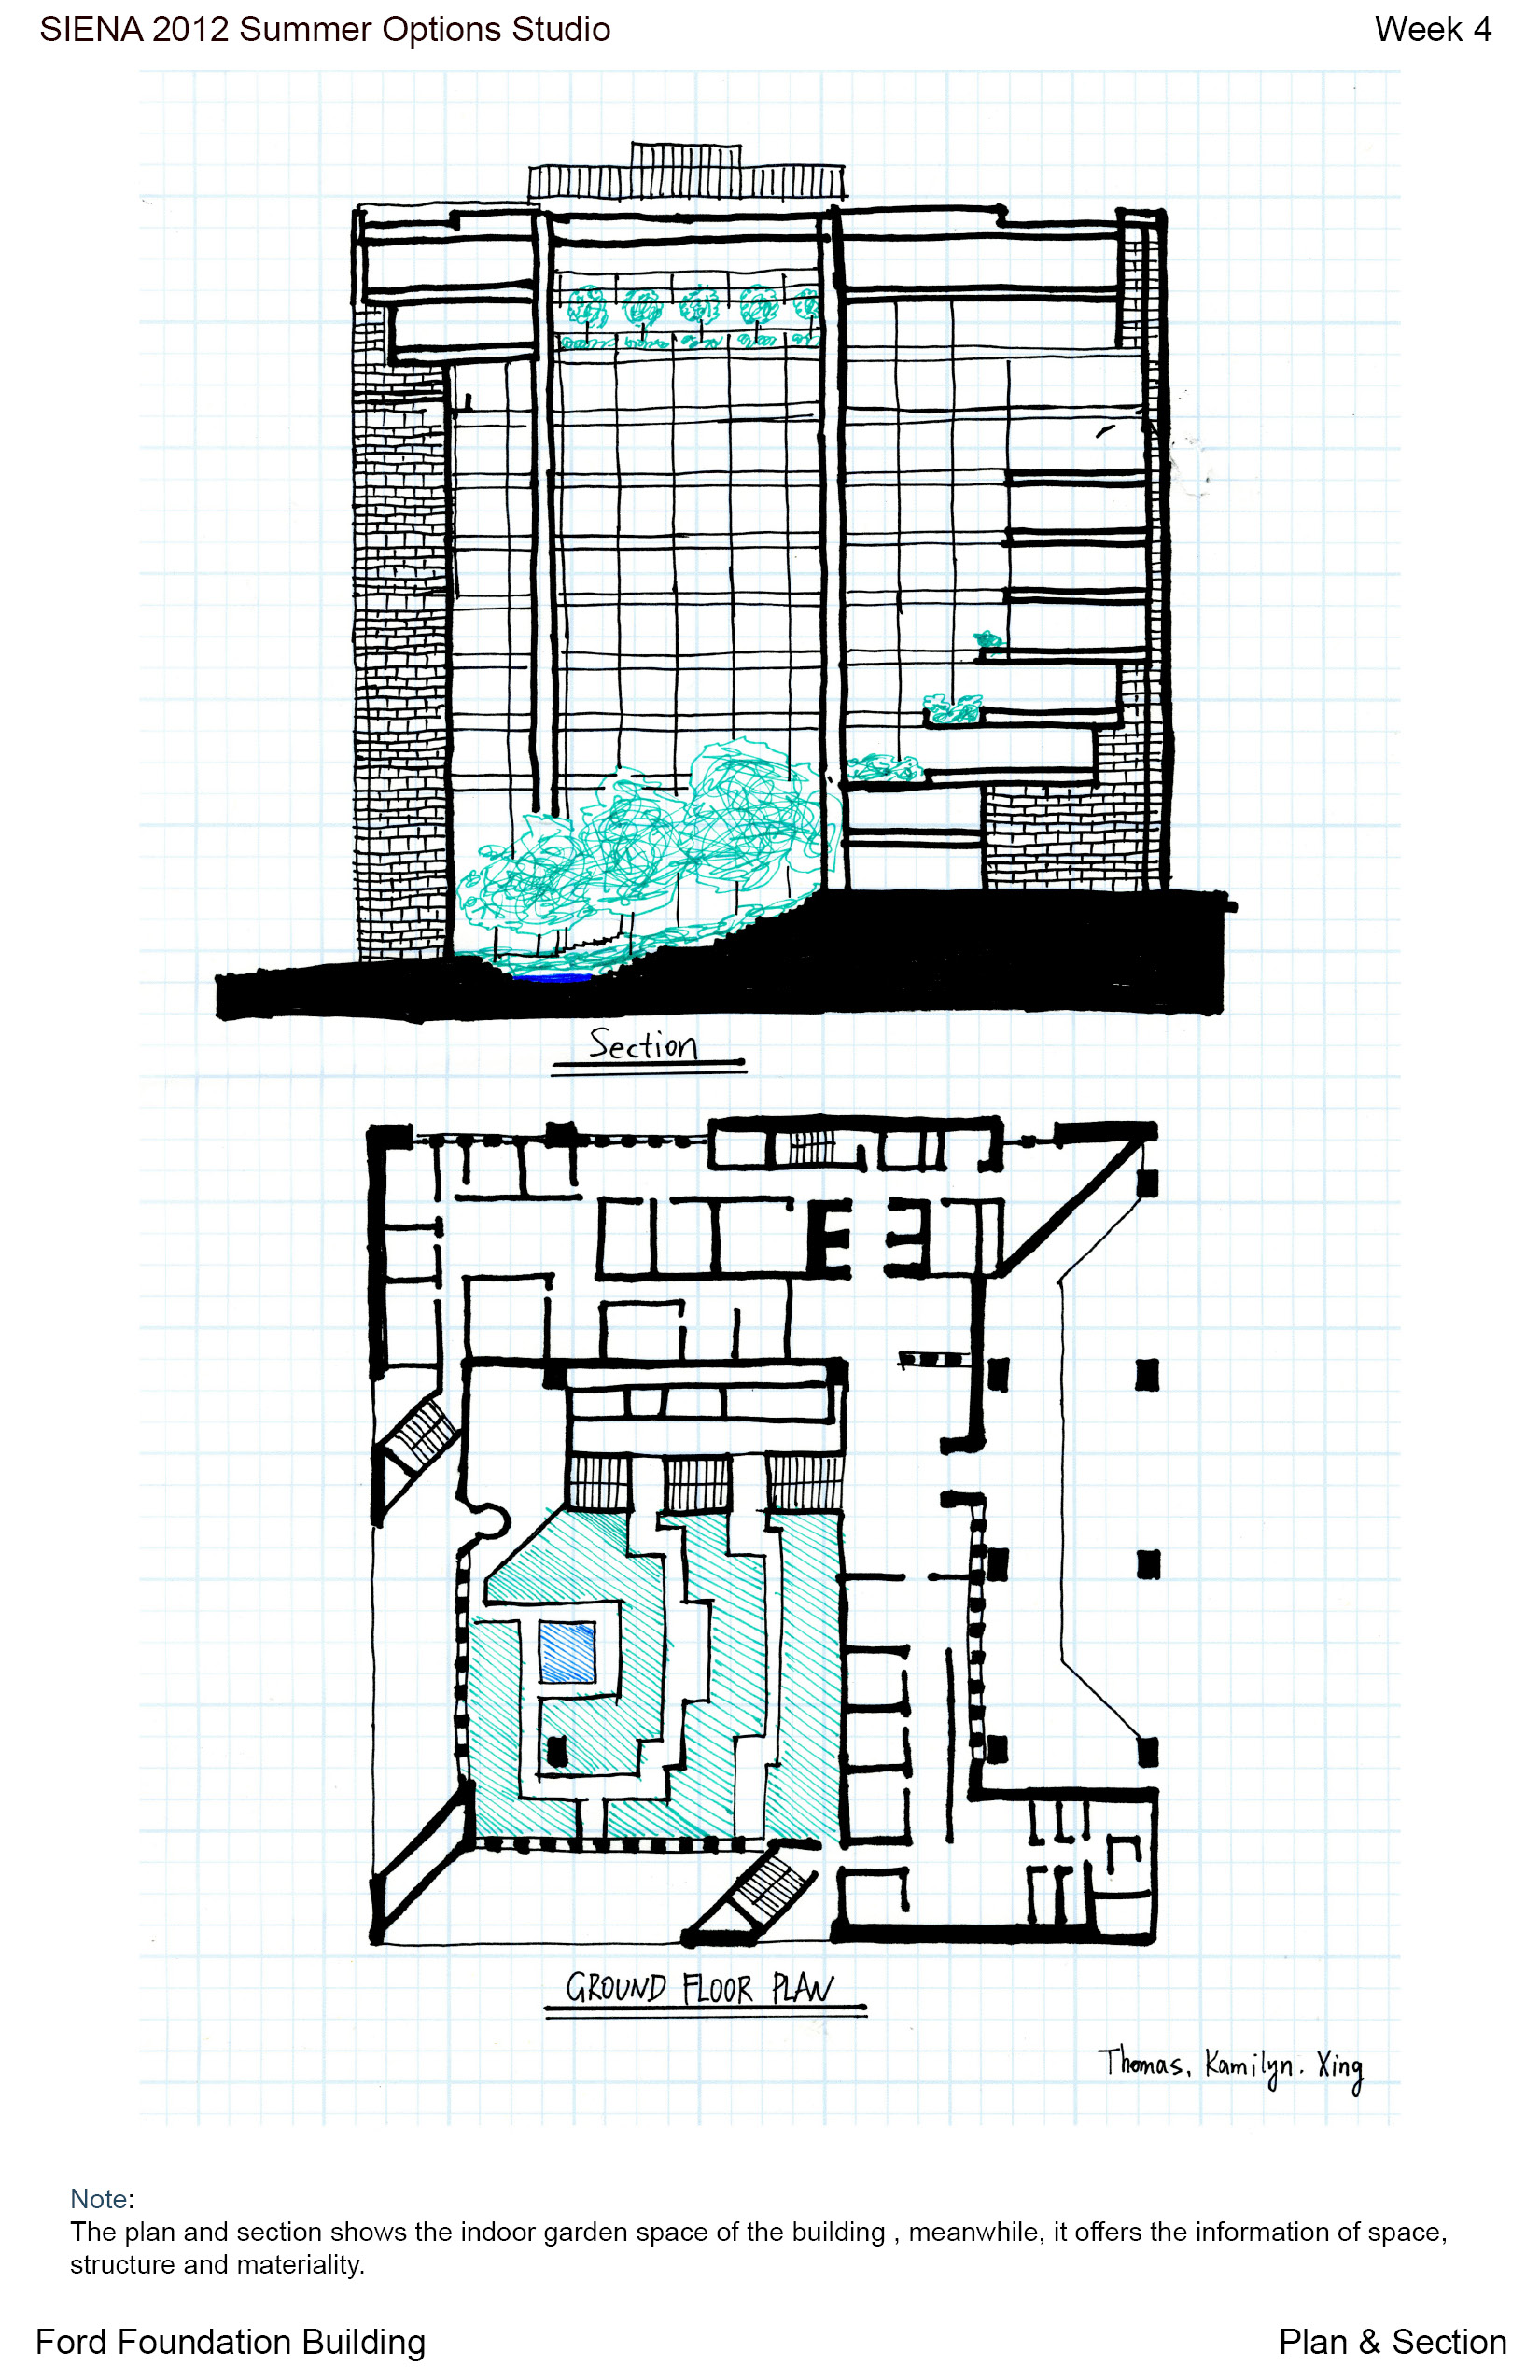 SIENA 2012 Summer Options Studio
Week 4
Section
GROUND FLOOR PLAN
Thomas. Kamilyn. Xing
Note:
The plan and section shows the indoor garden space of the building , meanwhile, it offers the information of space,
structure and materiality.
Ford Foundation Building
Plan & Section